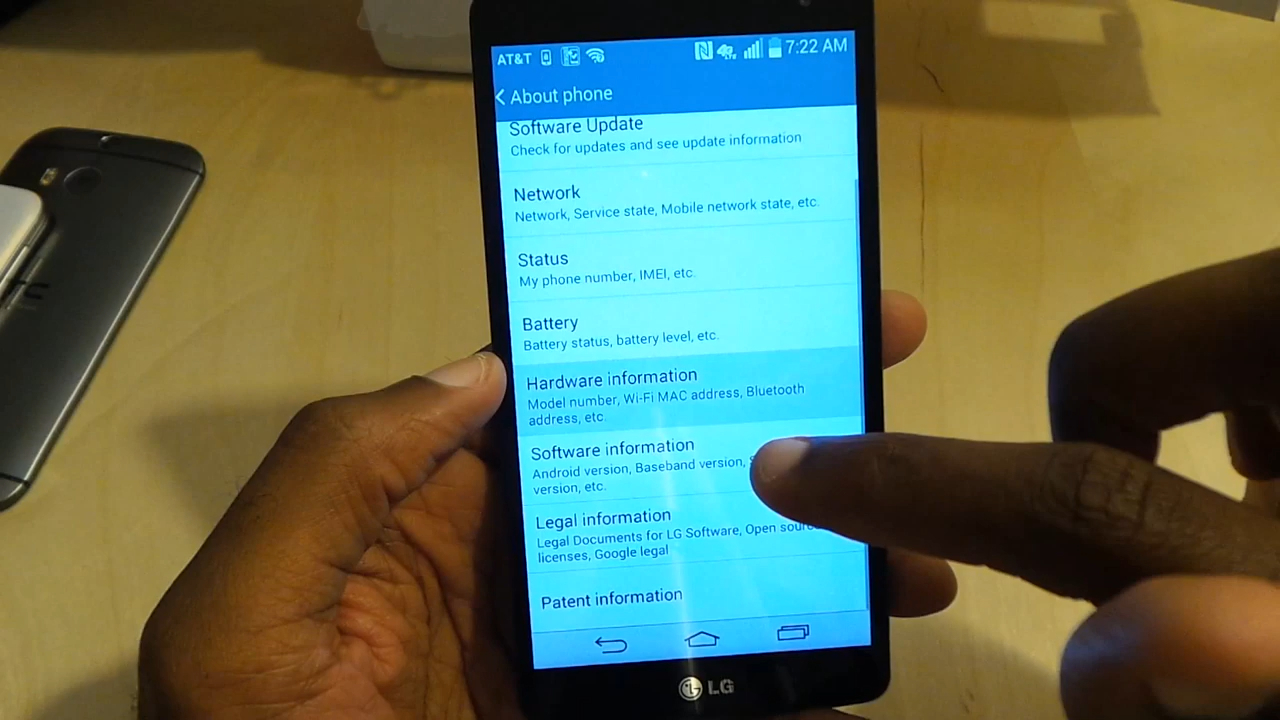 AT&T 7:22 AM
About phone
Software Update
Check for updates and see update information
Network
Network, Service state, Mobile network state, etc.
Status
My phone number, IMEI, etc.
Battery
Battery status, battery level, etc.
Hardware information
Model number, Wi-Fi MAC address, Bluetooth
address, etc.
Software information
Android version, Baseband version,
version, etc.
Legal information
Legal Documents for LG Software, Open source
licenses, Google legal
Patent information
LG